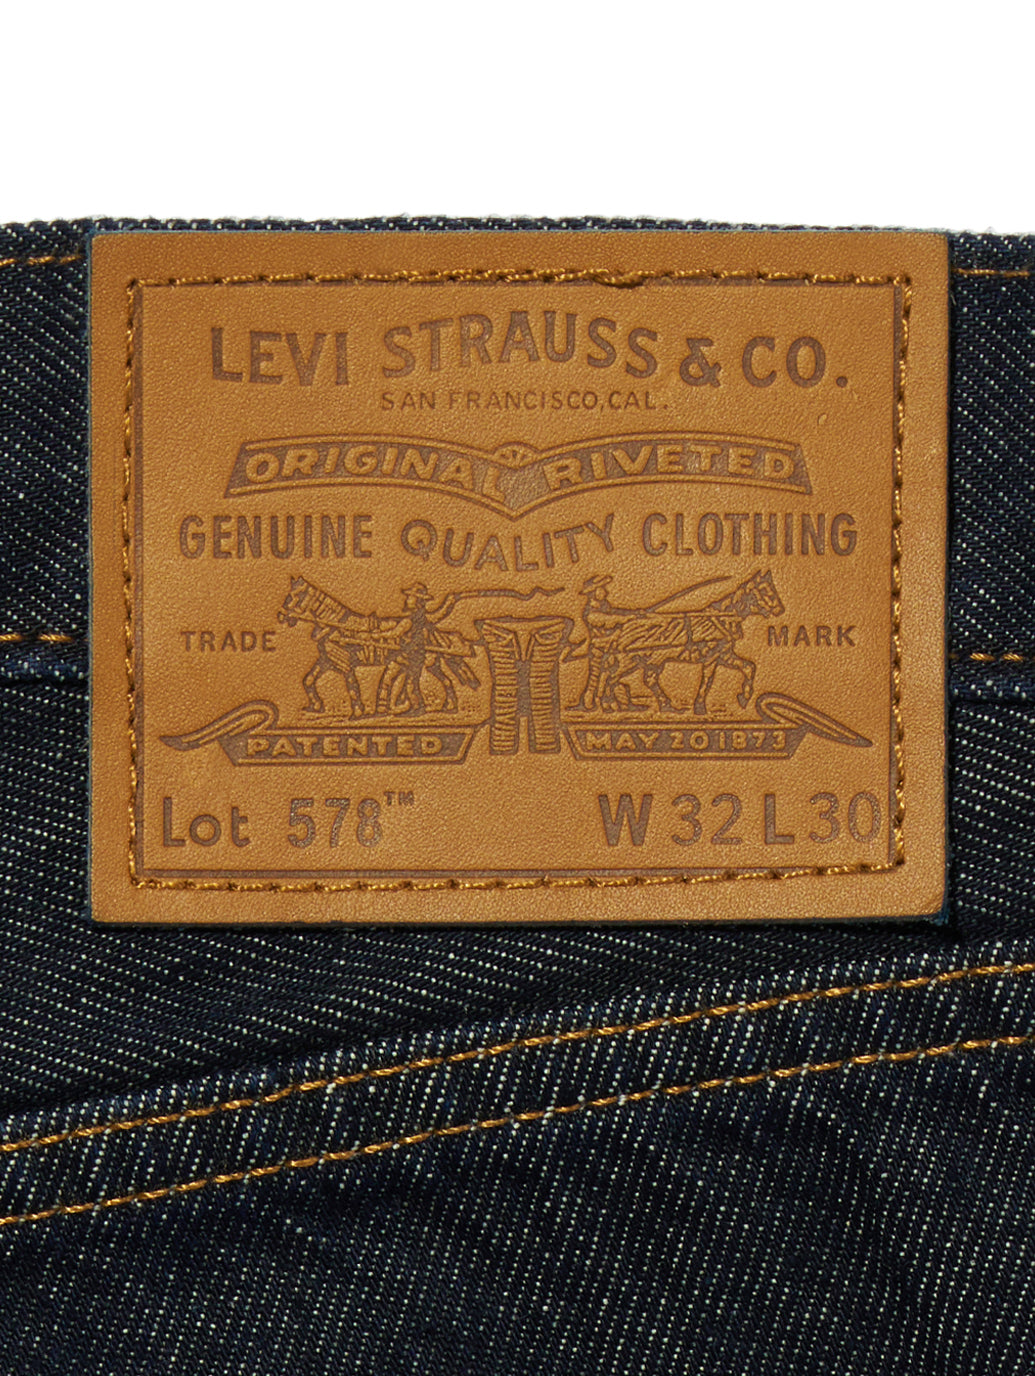 LEVI STRAUSS & CO.
SAN FRANCISCO, CAL.
ORIGINAL RIVETED
GENUINE QUALITY CLOTHING
TRADE MARK
PATENTED MAY 20 1873
Lot 578™ W 32 L 30